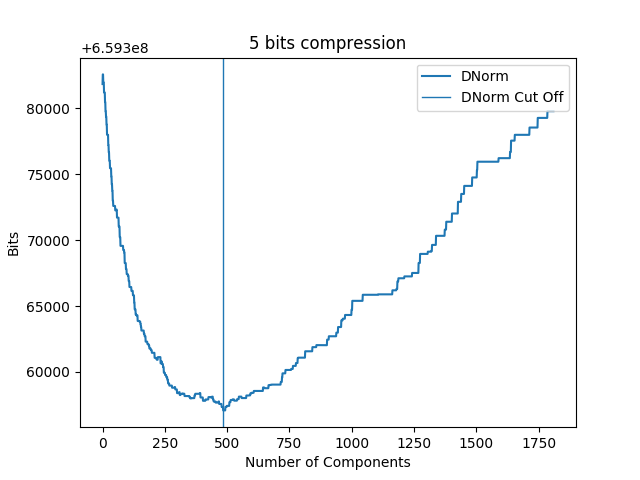 5 bits compression
+6.593e8
DNorm
DNorm Cut Off
80000
75000
70000
65000
60000
Bits
0 250 500 750 1000 1250 1500 1750
Number of Components